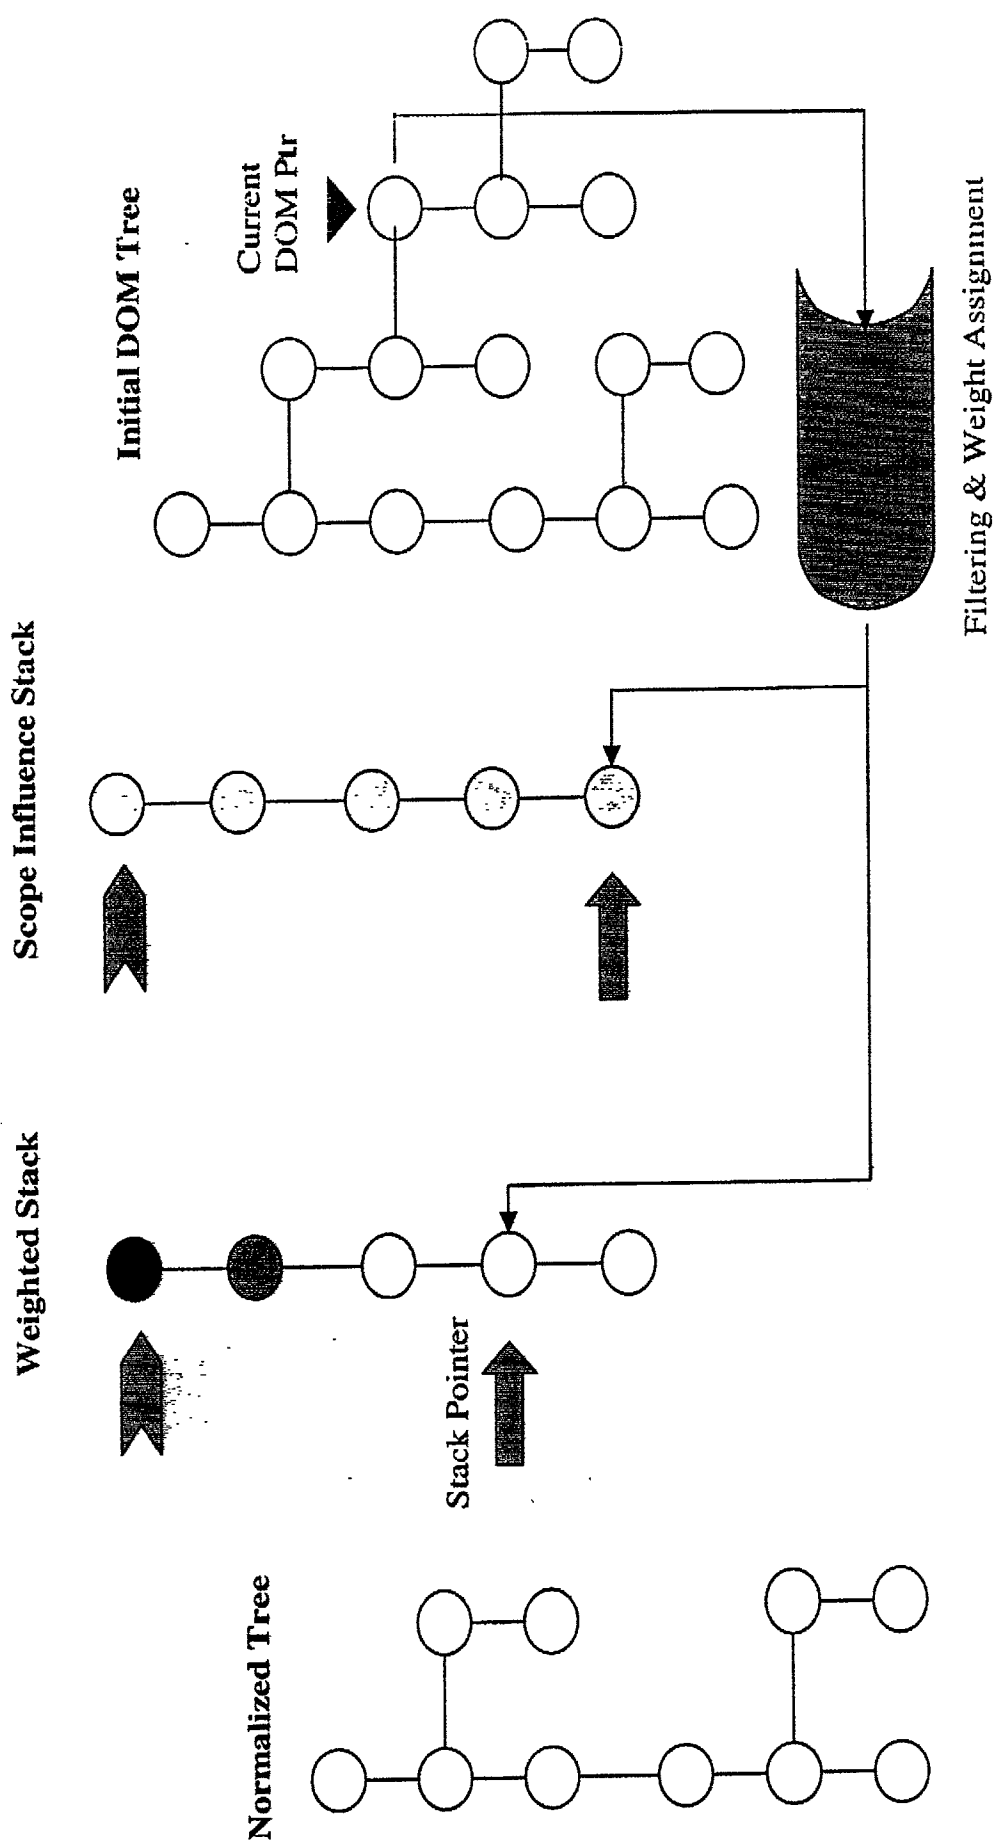 Normalized Tree
Weighted Stack
Scope Influence Stack
Initial DOM Tree
Current
DOM Ptr
Stack Pointer
Filtering & Weight Assignment